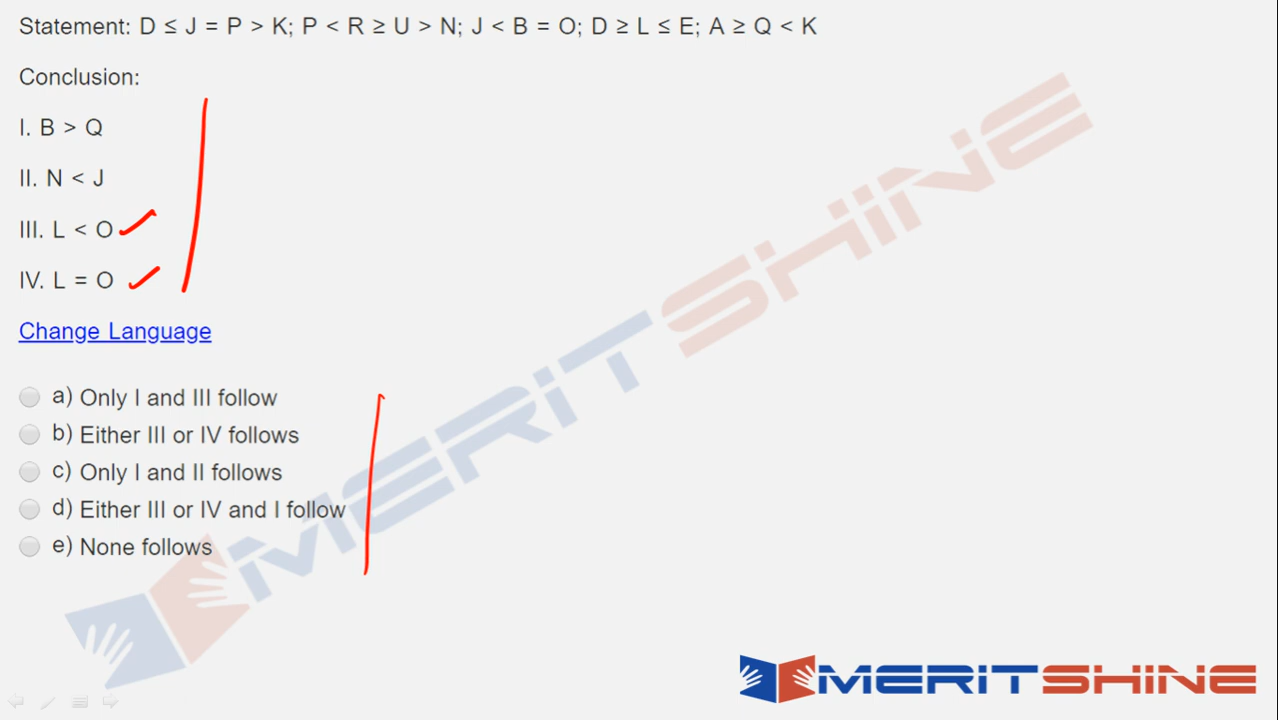 Statement: D ≤ J = P > K; P < R ≥ U > N; J < B = O; D ≥ L ≤ E; A ≥ Q < K
Conclusion:
I. B > Q
II. N < J
III. L < O
IV. L = O
Change Language
a) Only I and III follow
b) Either III or IV follows
c) Only I and II follows
d) Either III or IV and I follow
e) None follows
MERITSHINE
MERITSHINE